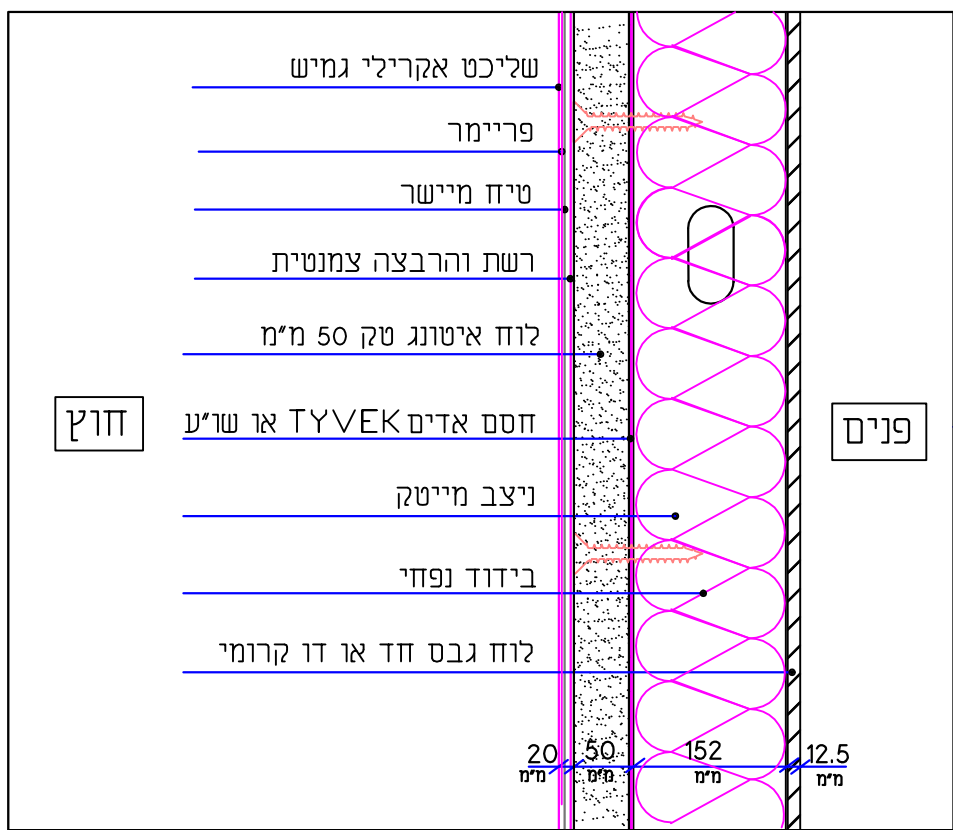 שליכט אקרילי גמיש
פריימר
טיח מיישר
רשת והרבצה צמנטית
לוח איטונג טק 50 מ"מ
חסם אדים TYVEK או שו"ע
ניצב מייטק
בידוד נפחי
לוח גבס חד או דו קרומי
חוץ
פנים
20 מ"מ
50 מ"מ
152 מ"מ
12.5 מ"מ